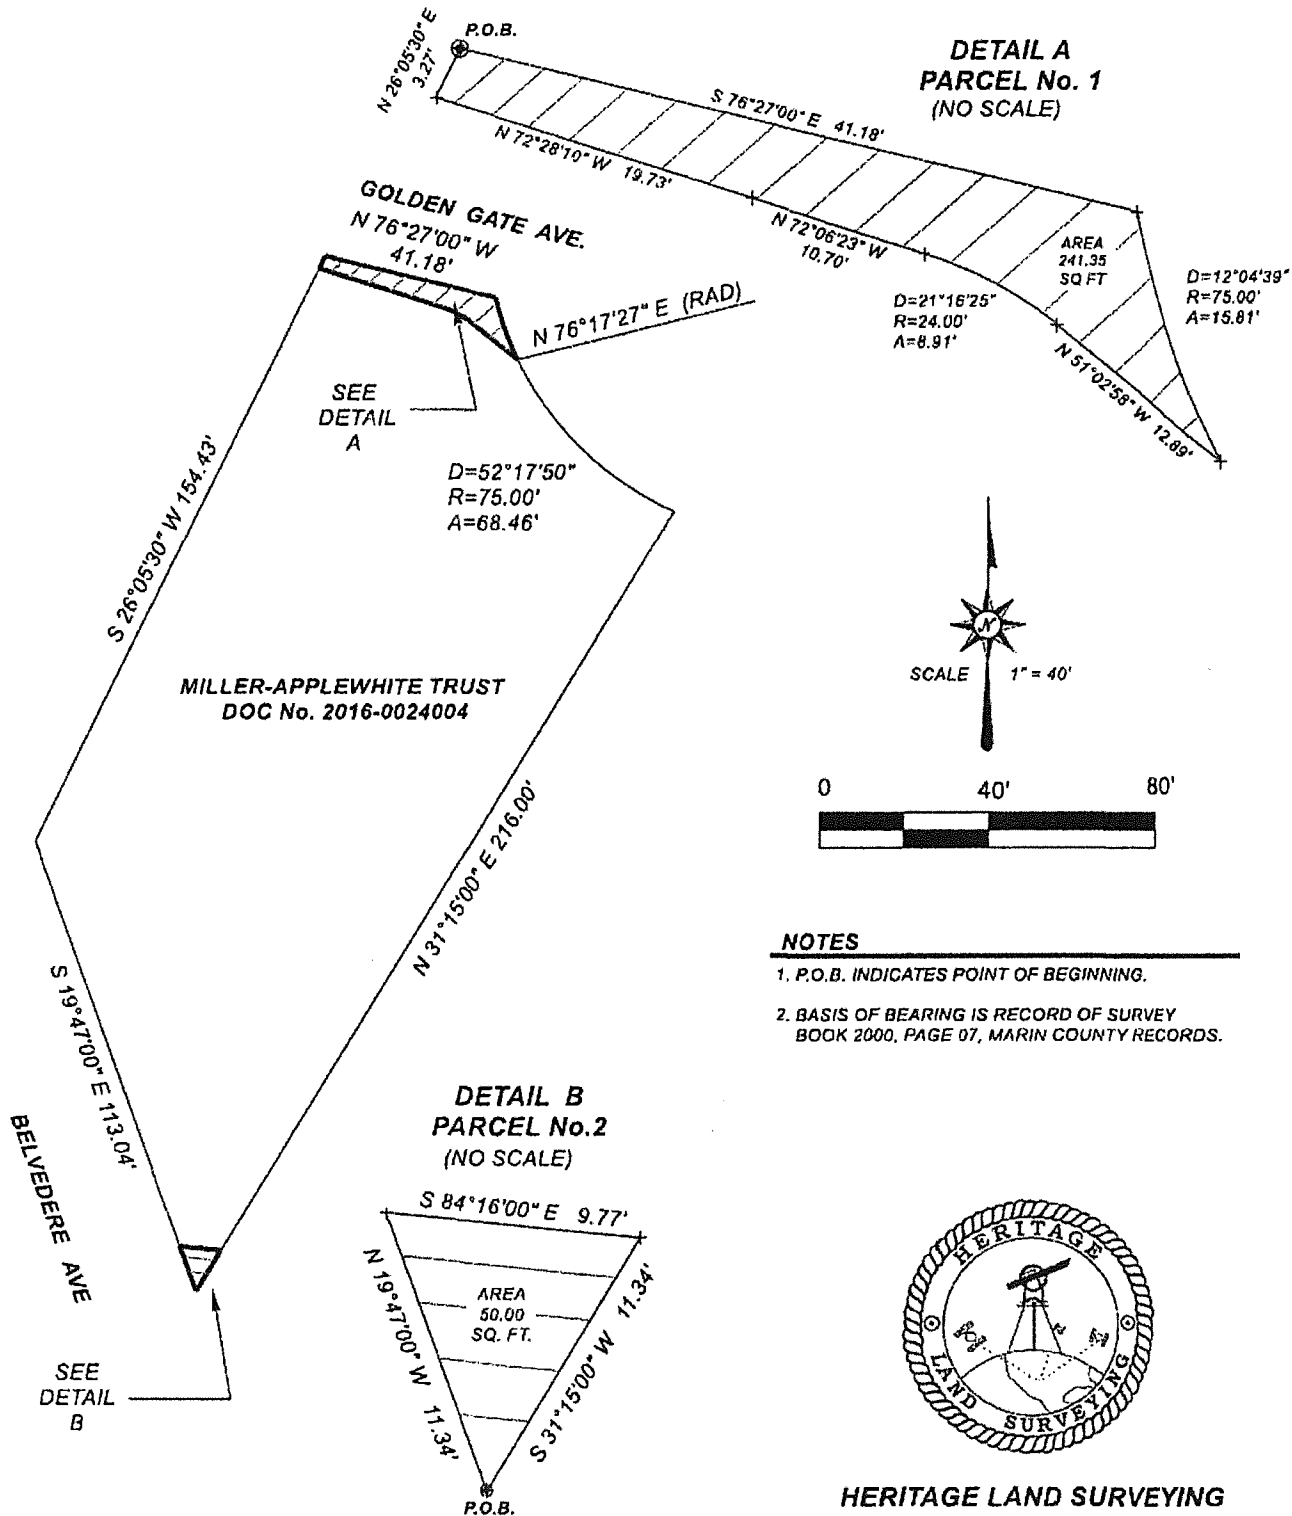 P.O.B.
N 26°05'30" E
3.27'
DETAIL A
PARCEL No. 1
(NO SCALE)
S 76°27'00" E 41.18'
N 72°28'10" W 19.73'
N 72°06'23" W
10.70'
AREA
241.35
SQ FT
D=12°04'39"
R=75.00'
A=15.81'
D=21°16'25"
R=24.00'
A=8.91'
N 51°02'58" W 12.89'
GOLDEN GATE AVE.
N 76°27'00" W
41.18'
N 76°17'27" E (RAD)
SEE
DETAIL
A
D=52°17'50"
R=75.00'
A=68.46'
S 26°05'30" W 154.43'
MILLER-APPLEWHITE TRUST
DOC No. 2016-0024004
N
SCALE 1" = 40'
0 40' 80'
N 31°15'00" E 216.00'
NOTES
1. P.O.B. INDICATES POINT OF BEGINNING.
2. BASIS OF BEARING IS RECORD OF SURVEY
BOOK 2000, PAGE 07, MARIN COUNTY RECORDS.
S 19°47'00" E 113.04'
BELVEDERE AVE
SEE
DETAIL
B
DETAIL B
PARCEL No.2
(NO SCALE)
S 84°16'00" E 9.77'
N 19°47'00" W 11.34'
AREA
50.00
SQ. FT.
S 31°15'00" W 11.34'
P.O.B.
HERITAGE
LAND SURVEYING
HERITAGE LAND SURVEYING